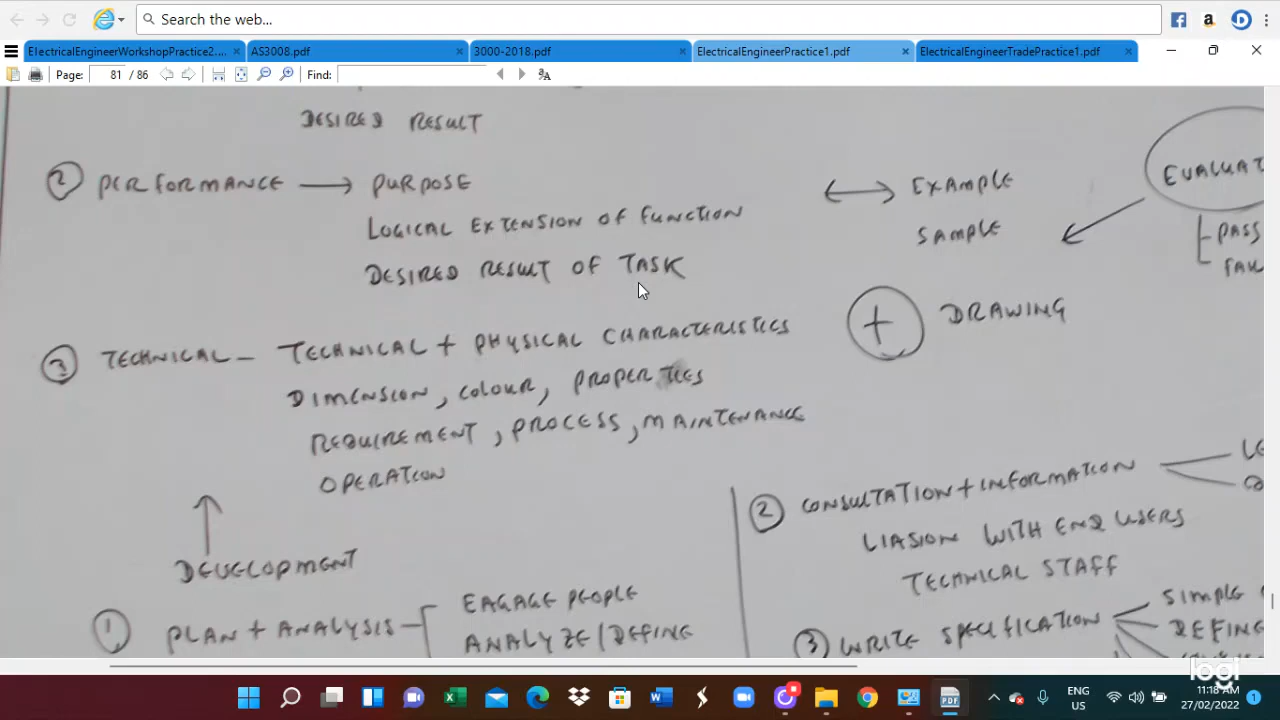 Search the web...
ElectricalEngineerWorkshopPractice2....
AS3008.pdf
3000-2018.pdf
ElectricalEngineerPractice1.pdf
ElectricalEngineerTradePractice1.pdf
Page: 81 / 86
Find:
DESIRED RESULT
② PERFORMANCE → PURPOSE
LOGICAL EXTENSION OF FUNCTION
DESIRED RESULT OF TASK
↔ EXAMPLE
SAMPLE
EVALUAT
PASS
+ DRAWING
③ TECHNICAL - TECHNICAL + PHYSICAL CHARACTERISTICS
DIMENSION, COLOUR, PROPERTIES
REQUIREMENT, PROCESS, MAINTENANCE
OPERATION
DEVELOPMENT
① PLAN + ANALYSIS
EAGAGE PEOPLE
ANALYZE/DEFINE
② CONSULTATION + INFORMATION
LIASION WITH END USERS
TECHNICAL STAFF
③ WRITE SPECIFICATION
SIMPLE
DEFINE
ENG
US
11:18 AM
27/02/2022